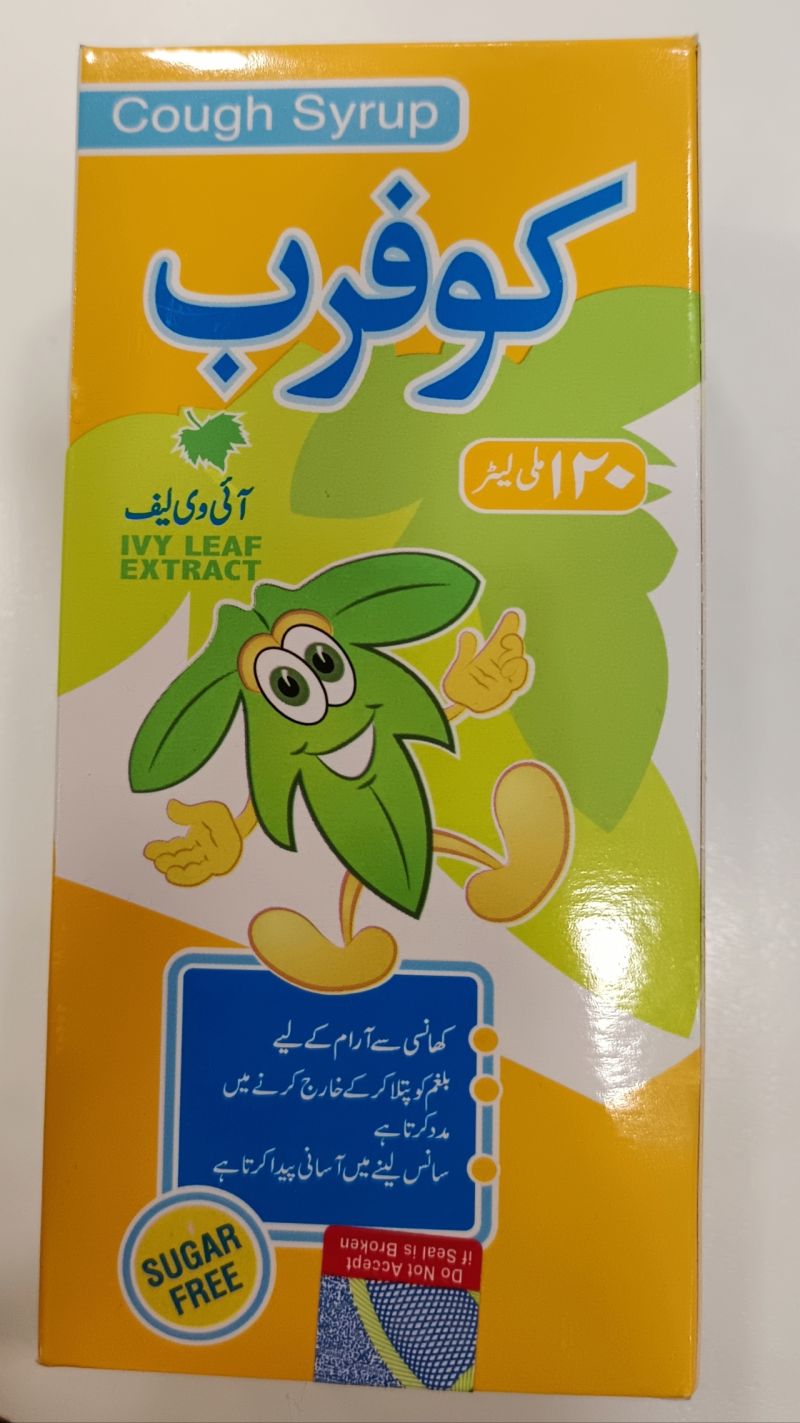 Cough Syrup
کوفرب
۱۲۰ ملی لیٹر
آئی وی لیف
IVY LEAF
EXTRACT
کھانسی سے آرام کے لیے
بلغم کو پتلا کر کے خارج کرنے میں
مدد کرتا ہے
سانس لینے میں آسانی پیدا کرتا ہے
SUGAR
FREE
Do Not Accept
if Seal is Broken